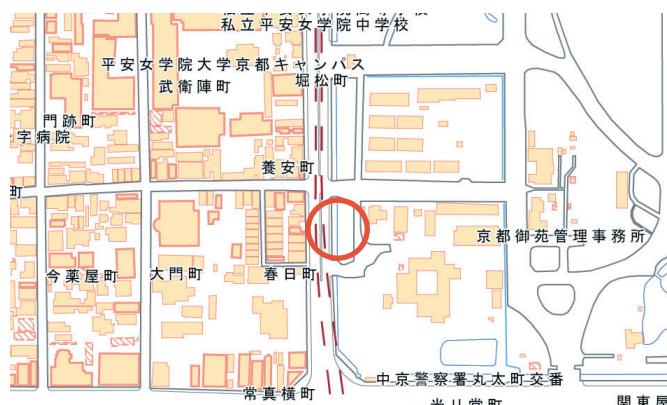 私立平安女学院中学校
平安女学院大学京都キャンパス
武衛陣町
堀松町
門跡町
字病院
養安町
町
京都御苑管理事務所
今薬屋町
大門町
春日町
中京警察署丸太町交番
常真横町